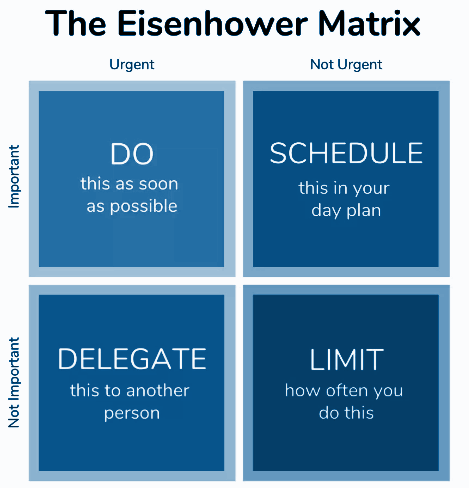 The Eisenhower Matrix
Urgent
Not Urgent
Important
DO
this as soon
as possible
SCHEDULE
this in your
day plan
Not Important
DELEGATE
this to another
person
LIMIT
how often you
do this